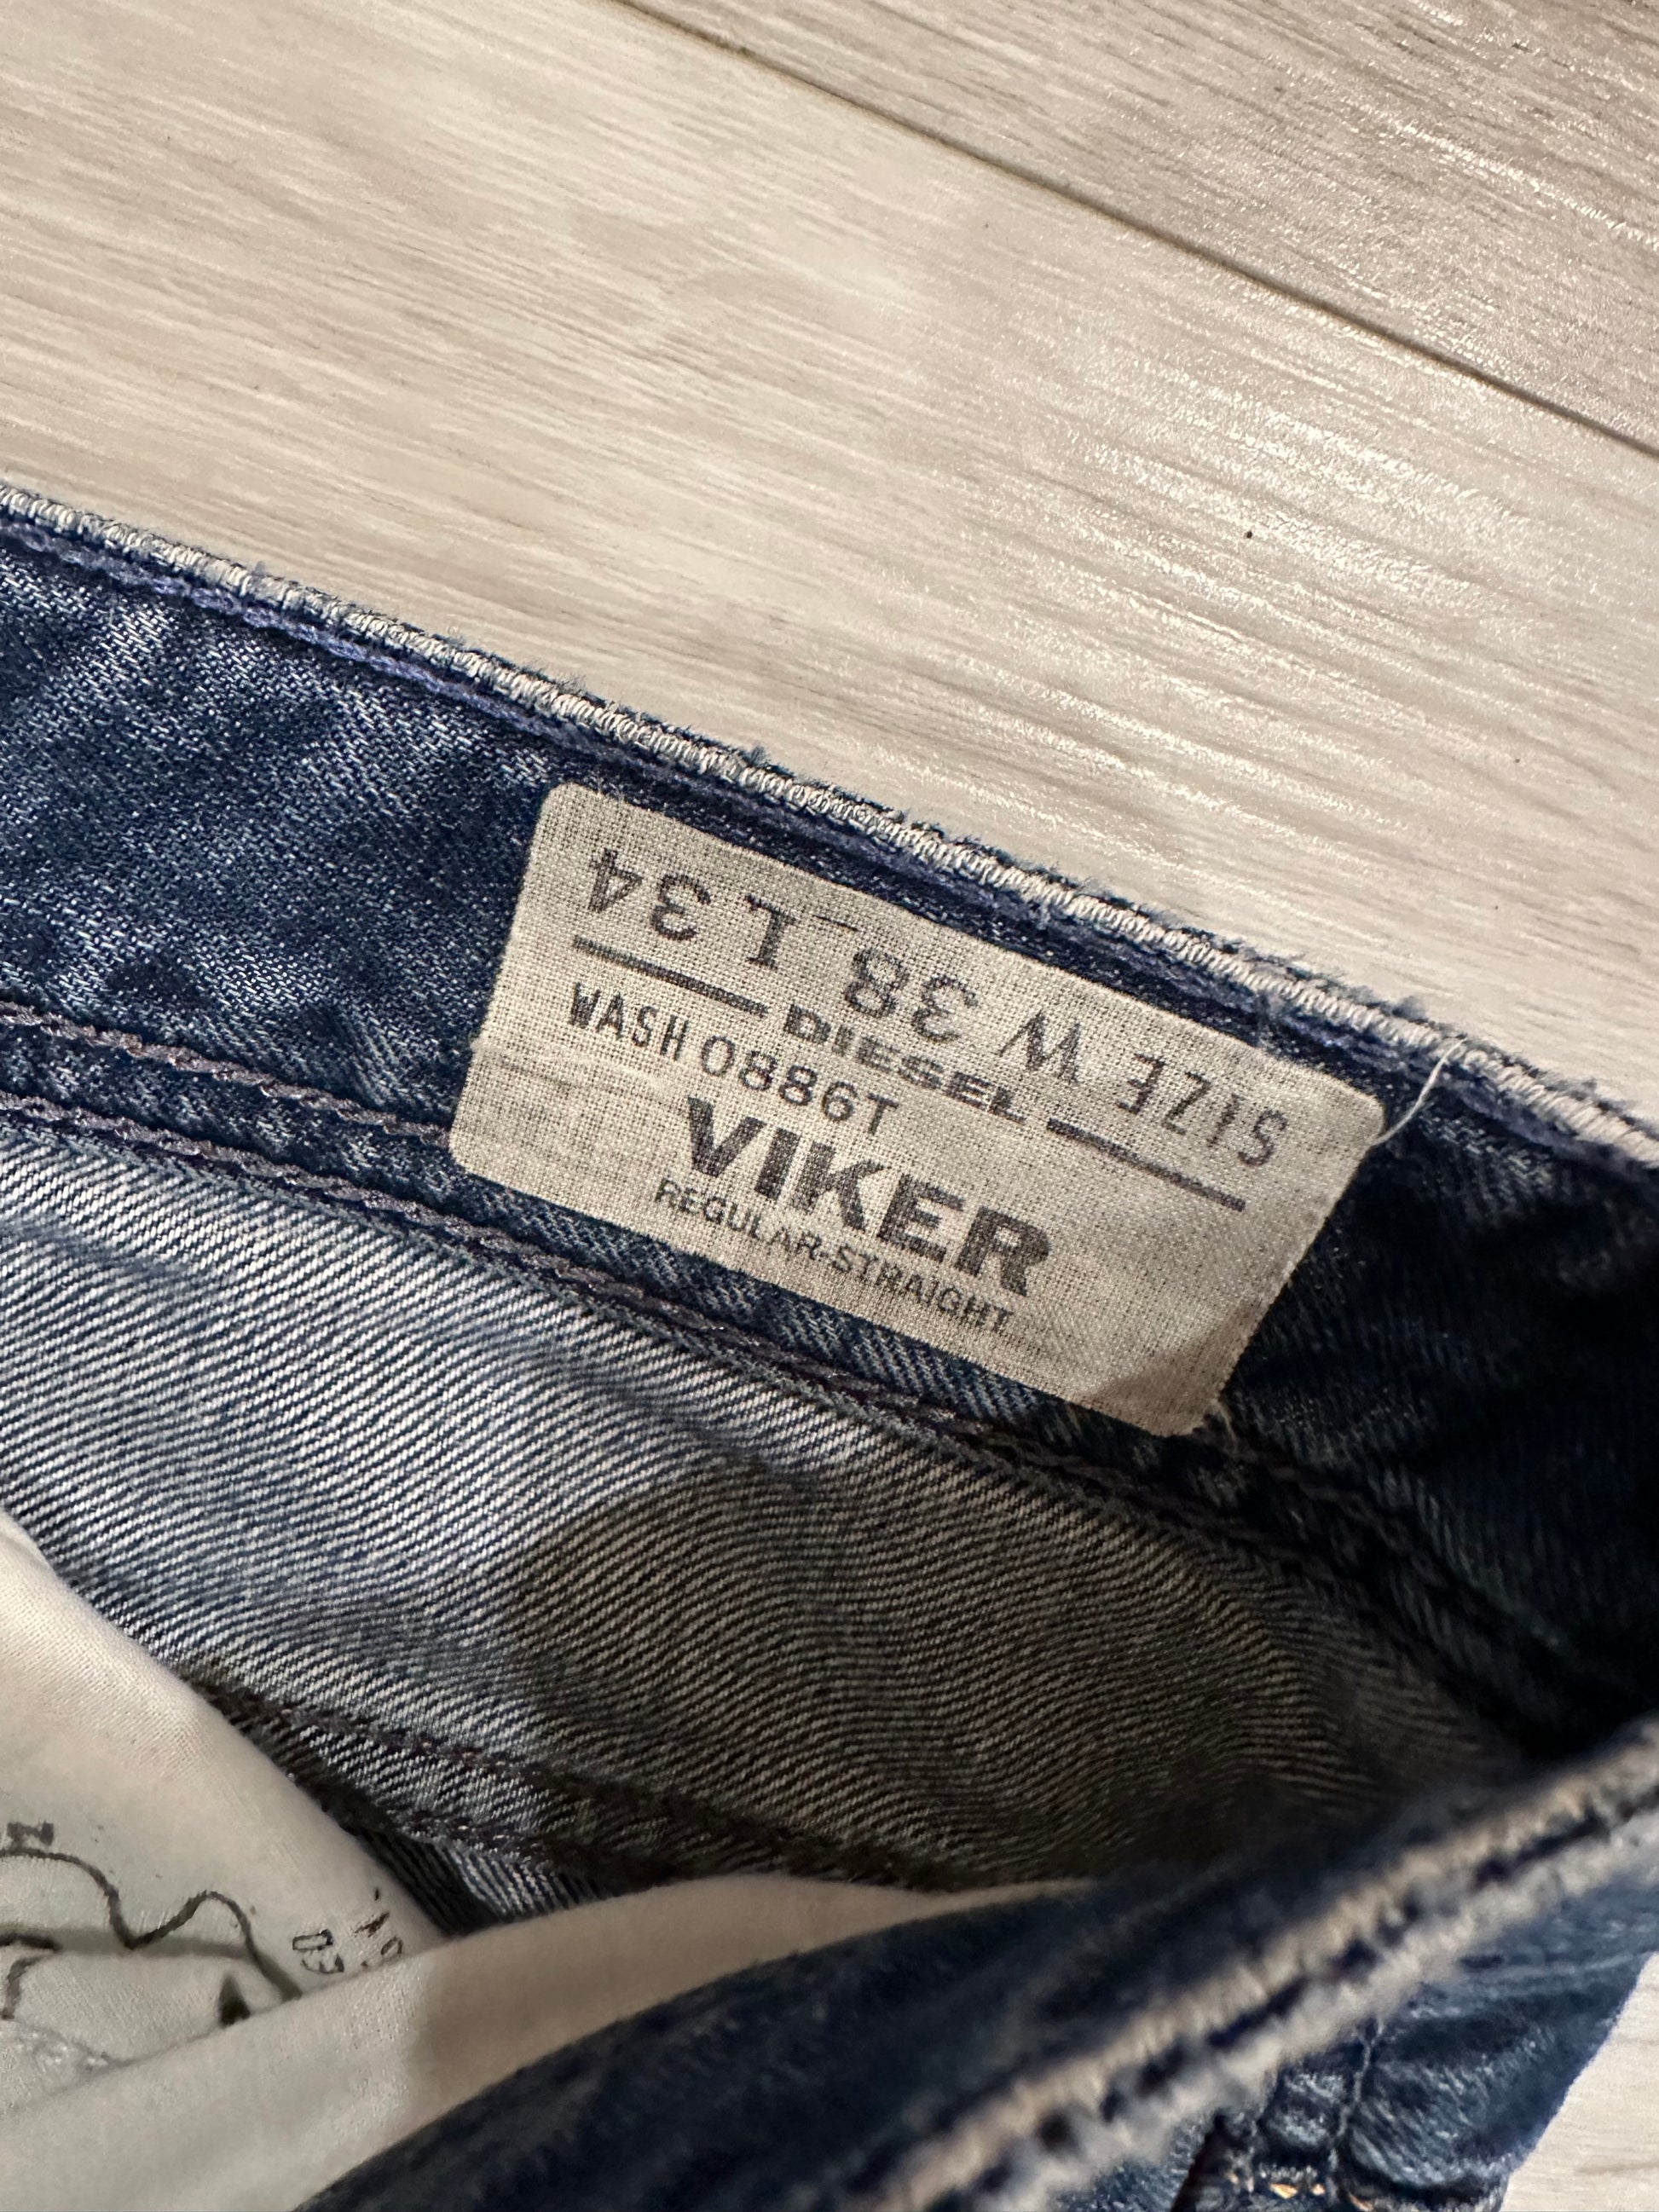 SIZE W 38 L 34
DIESEL
WASH 0886T
VIKER
REGULAR-STRAIGHT